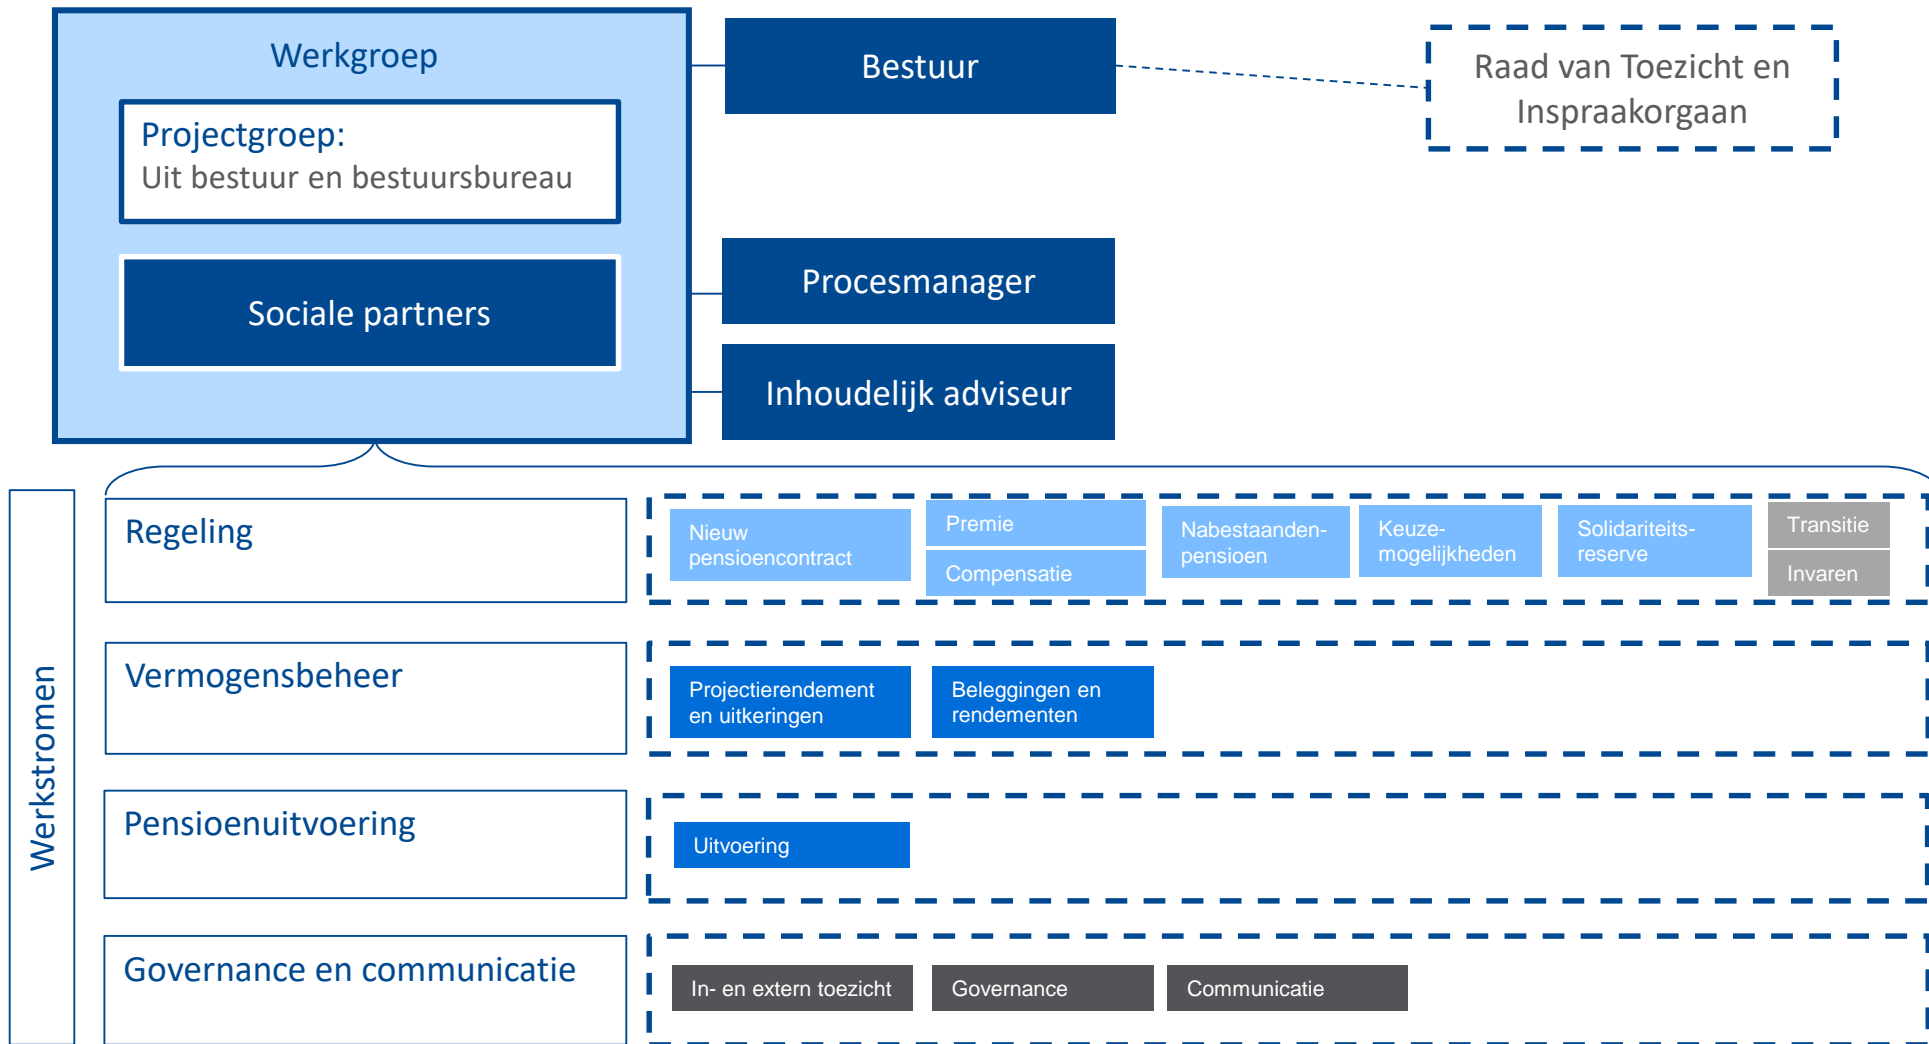 Werkgroep
Projectgroep:
Uit bestuur en bestuursbureau
Sociale partners
Bestuur
Raad van Toezicht en
Inspraakorgaan
Procesmanager
Inhoudelijk adviseur
Werkstromen
Regeling
Nieuw
pensioencontract
Premie
Compensatie
Nabestaanden-
pensioen
Keuze-
mogelijkheden
Solidariteits-
reserve
Transitie
Invaren
Vermogensbeheer
Projectierendement
en uitkeringen
Beleggingen en
rendementen
Pensioenuitvoering
Uitvoering
Governance en communicatie
In- en extern toezicht
Governance
Communicatie